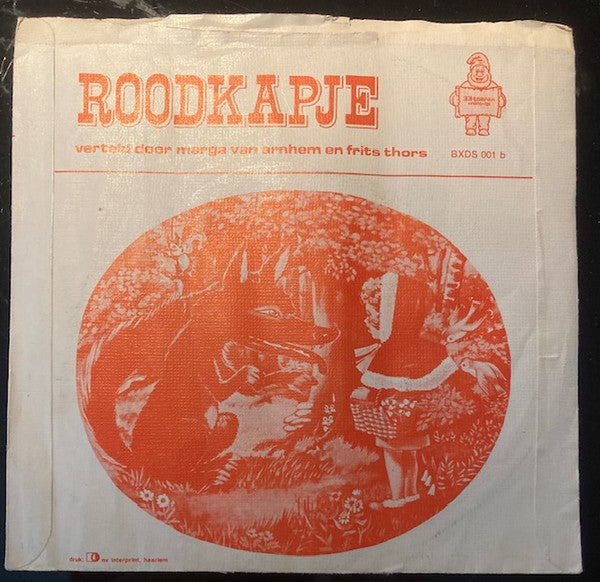 ROODKAPJE
verteld door marga van arnhem en frits thors
BXDS 001 b
druk: nv interprint, haarlem